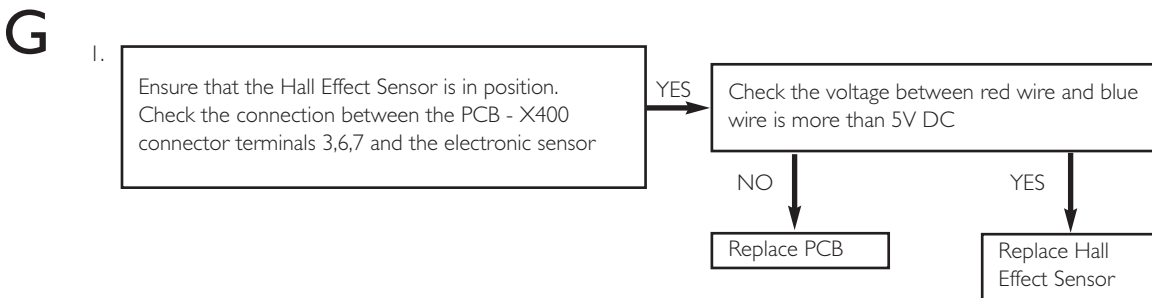 G
1.
Ensure that the Hall Effect Sensor is in position.
Check the connection between the PCB - X400
connector terminals 3,6,7 and the electronic sensor
YES
Check the voltage between red wire and blue
wire is more than 5V DC
NO
YES
Replace PCB
Replace Hall
Effect Sensor